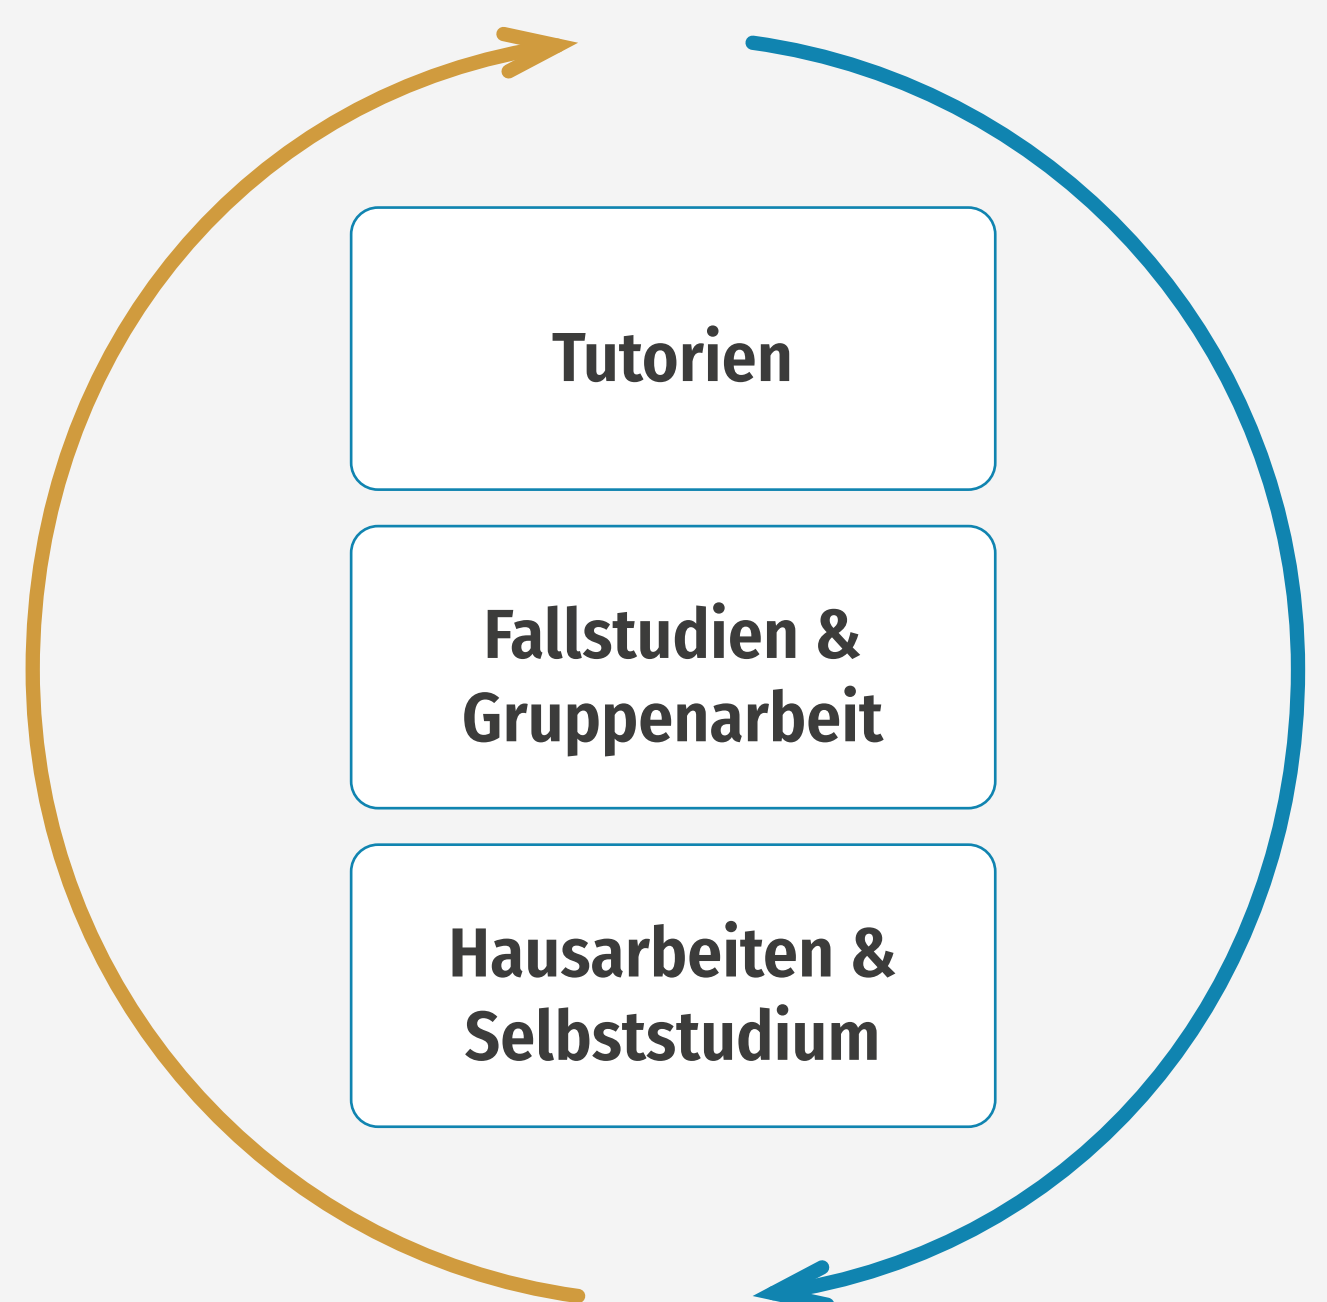 Tutorien
Fallstudien &
Gruppenarbeit
Hausarbeiten &
Selbststudium